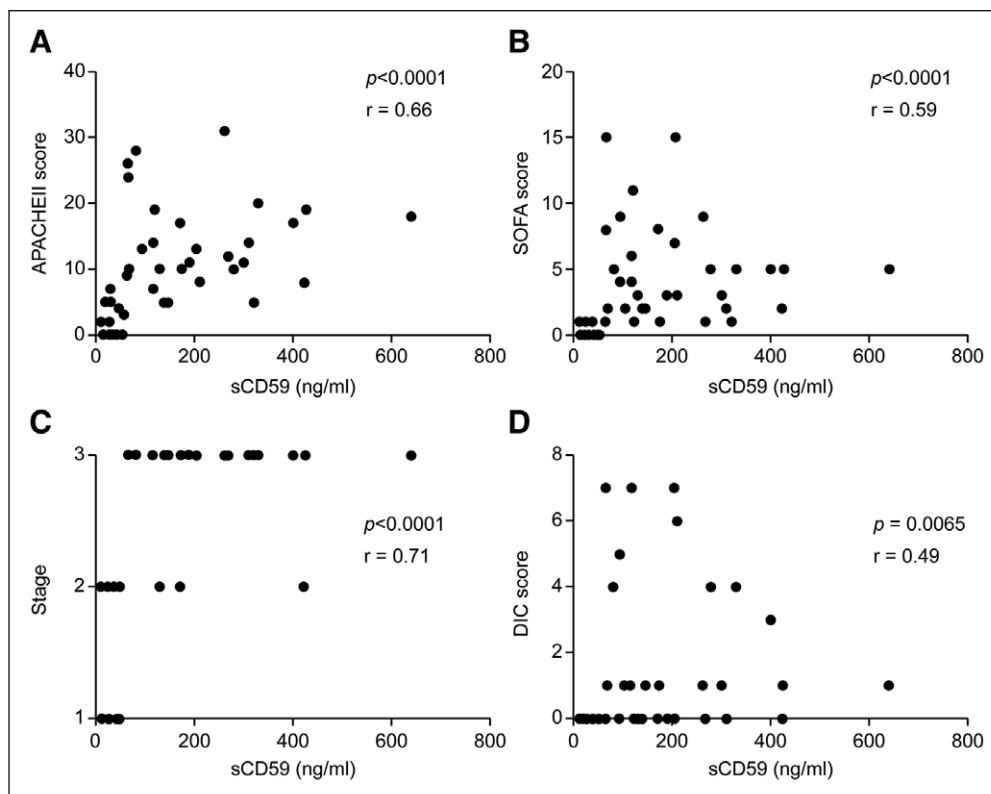 A
p<0.0001
r = 0.66
APACHEII score
40
30
20
10
0
0 200 400 600 800
sCD59 (ng/ml)
B
p<0.0001
r = 0.59
SOFA score
20
15
10
5
0
0 200 400 600 800
sCD59 (ng/ml)
C
p<0.0001
r = 0.71
Stage
3
2
1
0 200 400 600 800
sCD59 (ng/ml)
D
p = 0.0065
r = 0.49
DIC score
8
6
4
2
0
0 200 400 600 800
sCD59 (ng/ml)